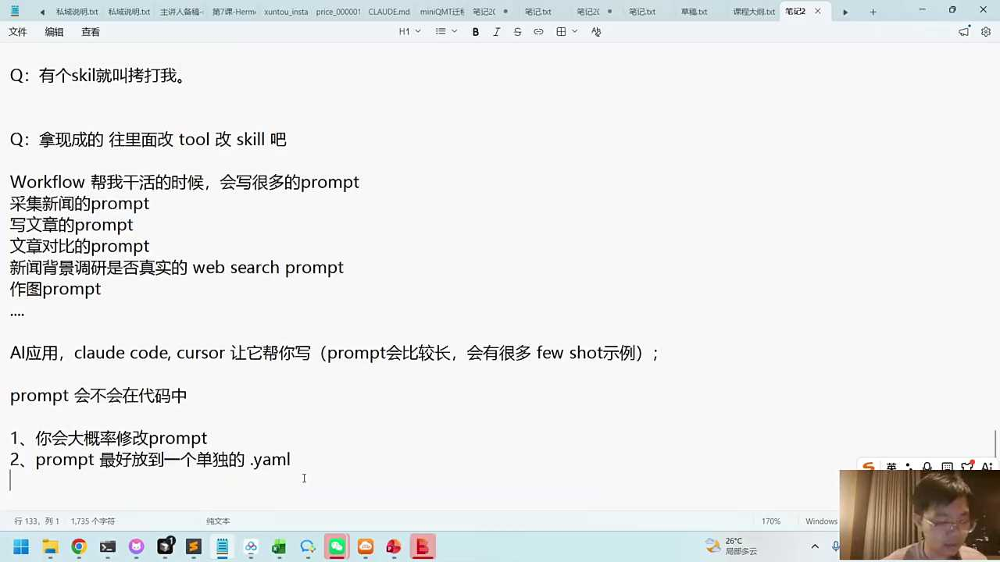 私域说明.txt 私域说明.txt 主讲人备稿- 第7课-Herm xuntou_insta price_000001 CLAUDE.md miniQMT迁移 笔记20 笔记.txt 笔记20 笔记.txt 草稿.txt 课程大纲.txt 笔记2
文件 编辑 查看 H1 B I S
Q：有个skil就叫拷打我。
Q：拿现成的 往里面改 tool 改 skill 吧
Workflow 帮我干活的时候，会写很多的prompt
采集新闻的prompt
写文章的prompt
文章对比的prompt
新闻背景调研是否真实的 web search prompt
作图prompt
....
AI应用，claude code, cursor 让它帮你写（prompt会比较长，会有很多 few shot示例）；
prompt 会不会在代码中
1、你会大概率修改prompt
2、prompt 最好放到一个单独的 .yaml
英
行 133，列 1 1,735 个字符 纯文本 170% Windows
26°C
局部多云